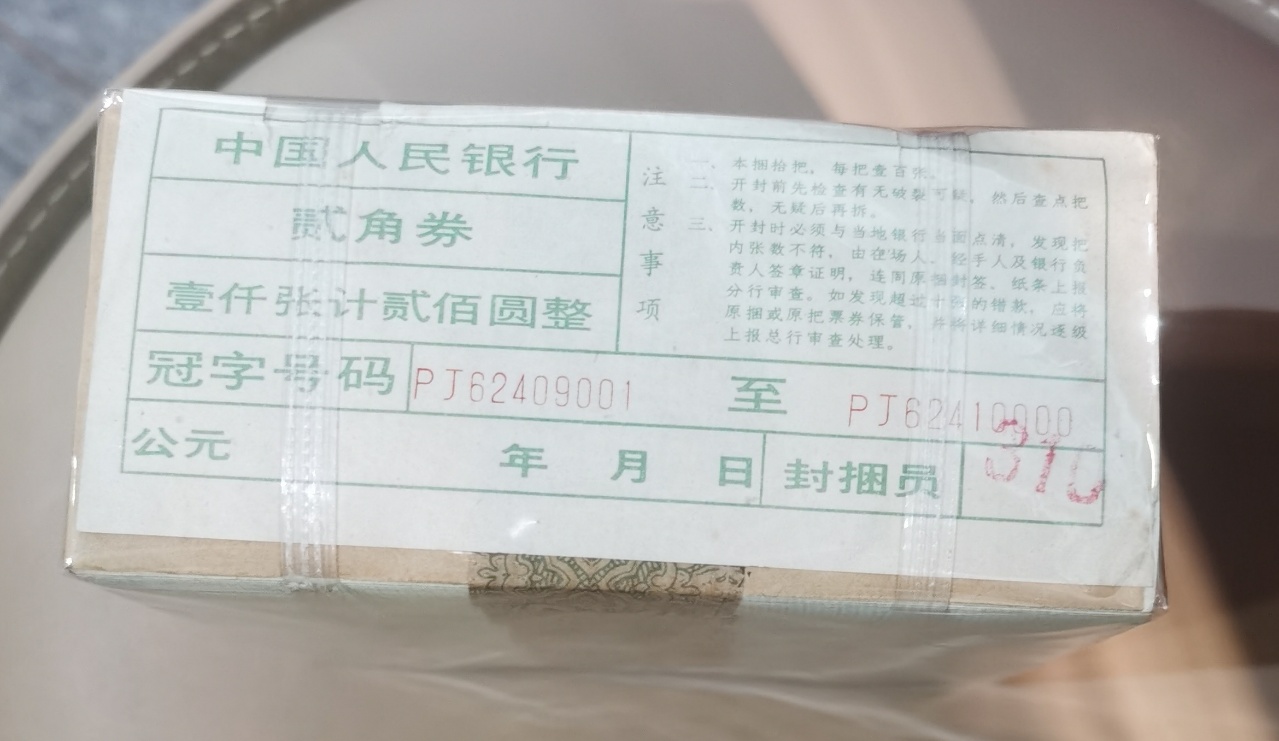 中国人民银行
贰角券
壹仟张计贰佰圆整
注意事项
一、本捆拾把，每把查百张。
二、开封前先检查有无破裂可疑，然后查点把
数，无疑后再拆。
三、开封时必须与当地银行当面点清，发现把
内张数不符，由在场人、经手人及银行负
责人签章证明，连同原捆封签、纸条上报
分行审查。如发现超过十张的错款，应将
原捆或原把票券保管，并将详细情况逐级
上报总行审查处理。
冠字号码 PJ62409001 至 PJ62410000
公元 年 月 日 封捆员 310